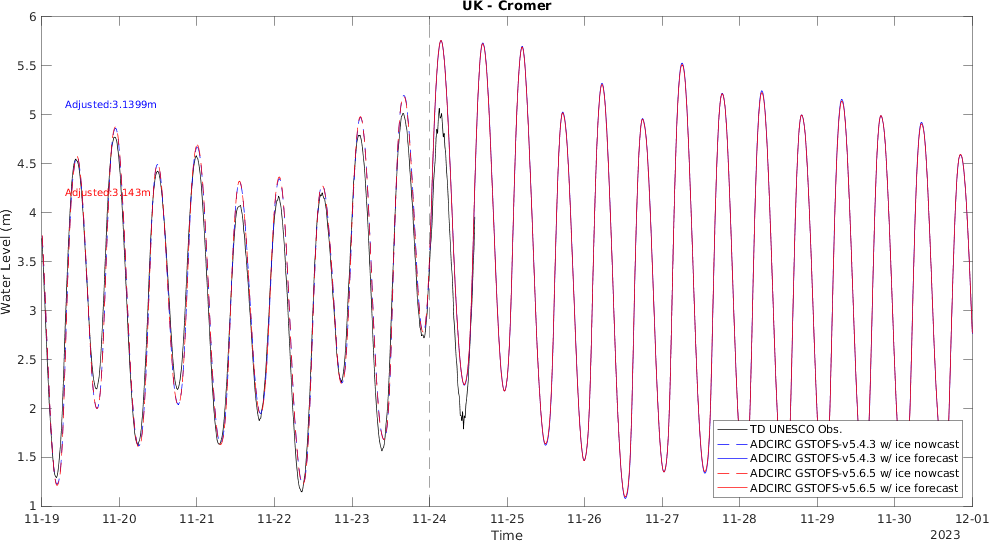 UK - Cromer
6
5.5
5
4.5
4
3.5
3
2.5
2
1.5
1
Water Level (m)
Adjusted:3.1399m
Adjusted:3.143m
TD UNESCO Obs.
ADCIRC GSTOFS-v5.4.3 w/ ice nowcast
ADCIRC GSTOFS-v5.4.3 w/ ice forecast
ADCIRC GSTOFS-v5.6.5 w/ ice nowcast
ADCIRC GSTOFS-v5.6.5 w/ ice forecast
11-19 11-20 11-21 11-22 11-23 11-24 11-25 11-26 11-27 11-28 11-29 11-30 12-01
Time
2023